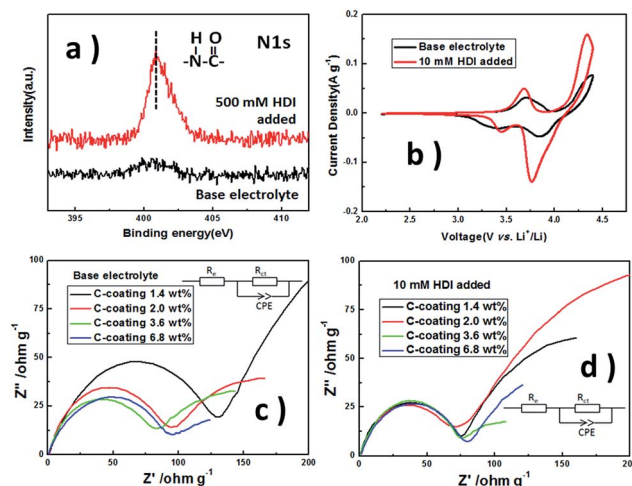 a )
H O
-N-C-
N1s
500 mM HDI
added
Base electrolyte
Intensity(a.u.)
395 400 405 410
Binding energy(eV)
Base electrolyte
10 mM HDI added
b )
Current Density(A g⁻¹)
0.2
0.1
0.0
-0.1
-0.2
2.0 2.5 3.0 3.5 4.0 4.5
Voltage(V vs. Li⁺/Li)
Base electrolyte
C-coating 1.4 wt%
C-coating 2.0 wt%
C-coating 3.6 wt%
C-coating 6.8 wt%
Re
Rct
CPE
c )
Z'' /ohm g⁻¹
100
75
50
25
0
0 50 100 150 200
Z' /ohm g⁻¹
10 mM HDI added
C-coating 1.4 wt%
C-coating 2.0 wt%
C-coating 3.6 wt%
C-coating 6.8 wt%
d )
Re
Rct
CPE
Z'' /ohm g⁻¹
100
75
50
25
0
0 50 100 150 200
Z' /ohm g⁻¹